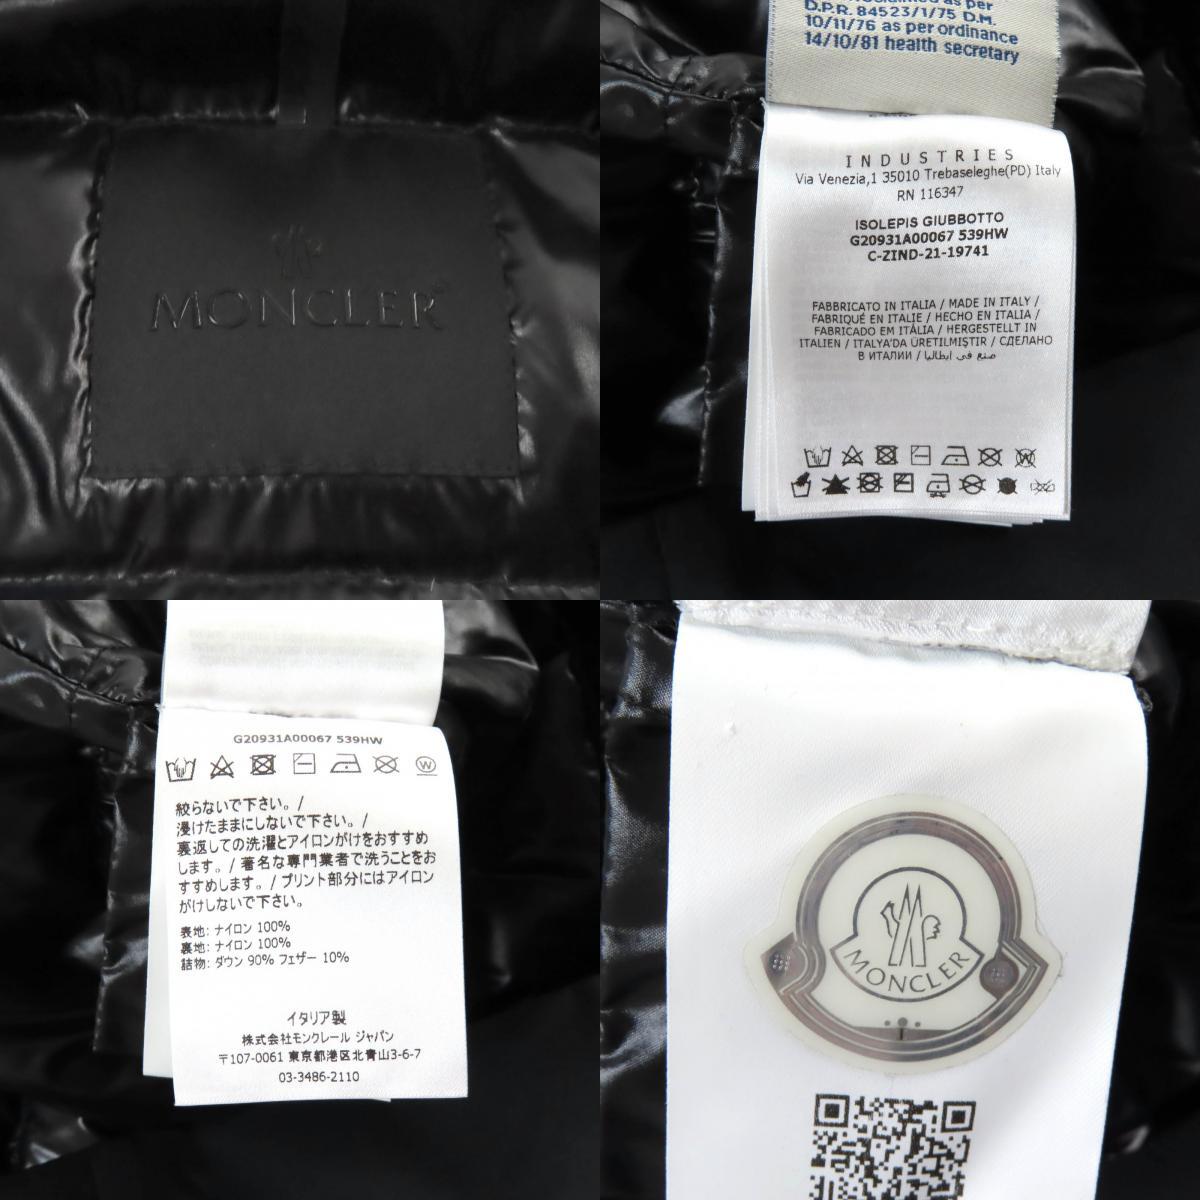 MONCLER
as per
D.P.R. 84523/1/75 D.M.
10/11/76 as per ordinance
14/10/81 health secretary
INDUSTRIES
Via Venezia,1 35010 Trebaseleghe(PD) Italy
RN 116347
ISOLEPIS GIUBBOTTO
G20931A00067 539HW
C-ZIND-21-19741
FABBRICATO IN ITALIA / MADE IN ITALY /
FABRIQUÉ EN ITALIE / HECHO EN ITALIA /
FABRICADO EM ITÁLIA / HERGESTELLT IN
ITALIEN / ITALYA'DA ÜRETILMIŞTIR / СДЕЛАНО
В ИТАЛИИ / صنع في ايطاليا
G20931A00067 539HW
絞らないで下さい。/
浸けたままにしないで下さい。/
裏返しての洗濯とアイロンがけをおすすめ
します。/ 著名な専門業者で洗うことをお
すすめします。/ プリント部分にはアイロン
がけしないで下さい。
表地: ナイロン 100%
裏地: ナイロン 100%
詰物: ダウン 90% フェザー 10%
イタリア製
株式会社モンクレール ジャパン
〒107-0061 東京都港区北青山3-6-7
03-3486-2110
MONCLER